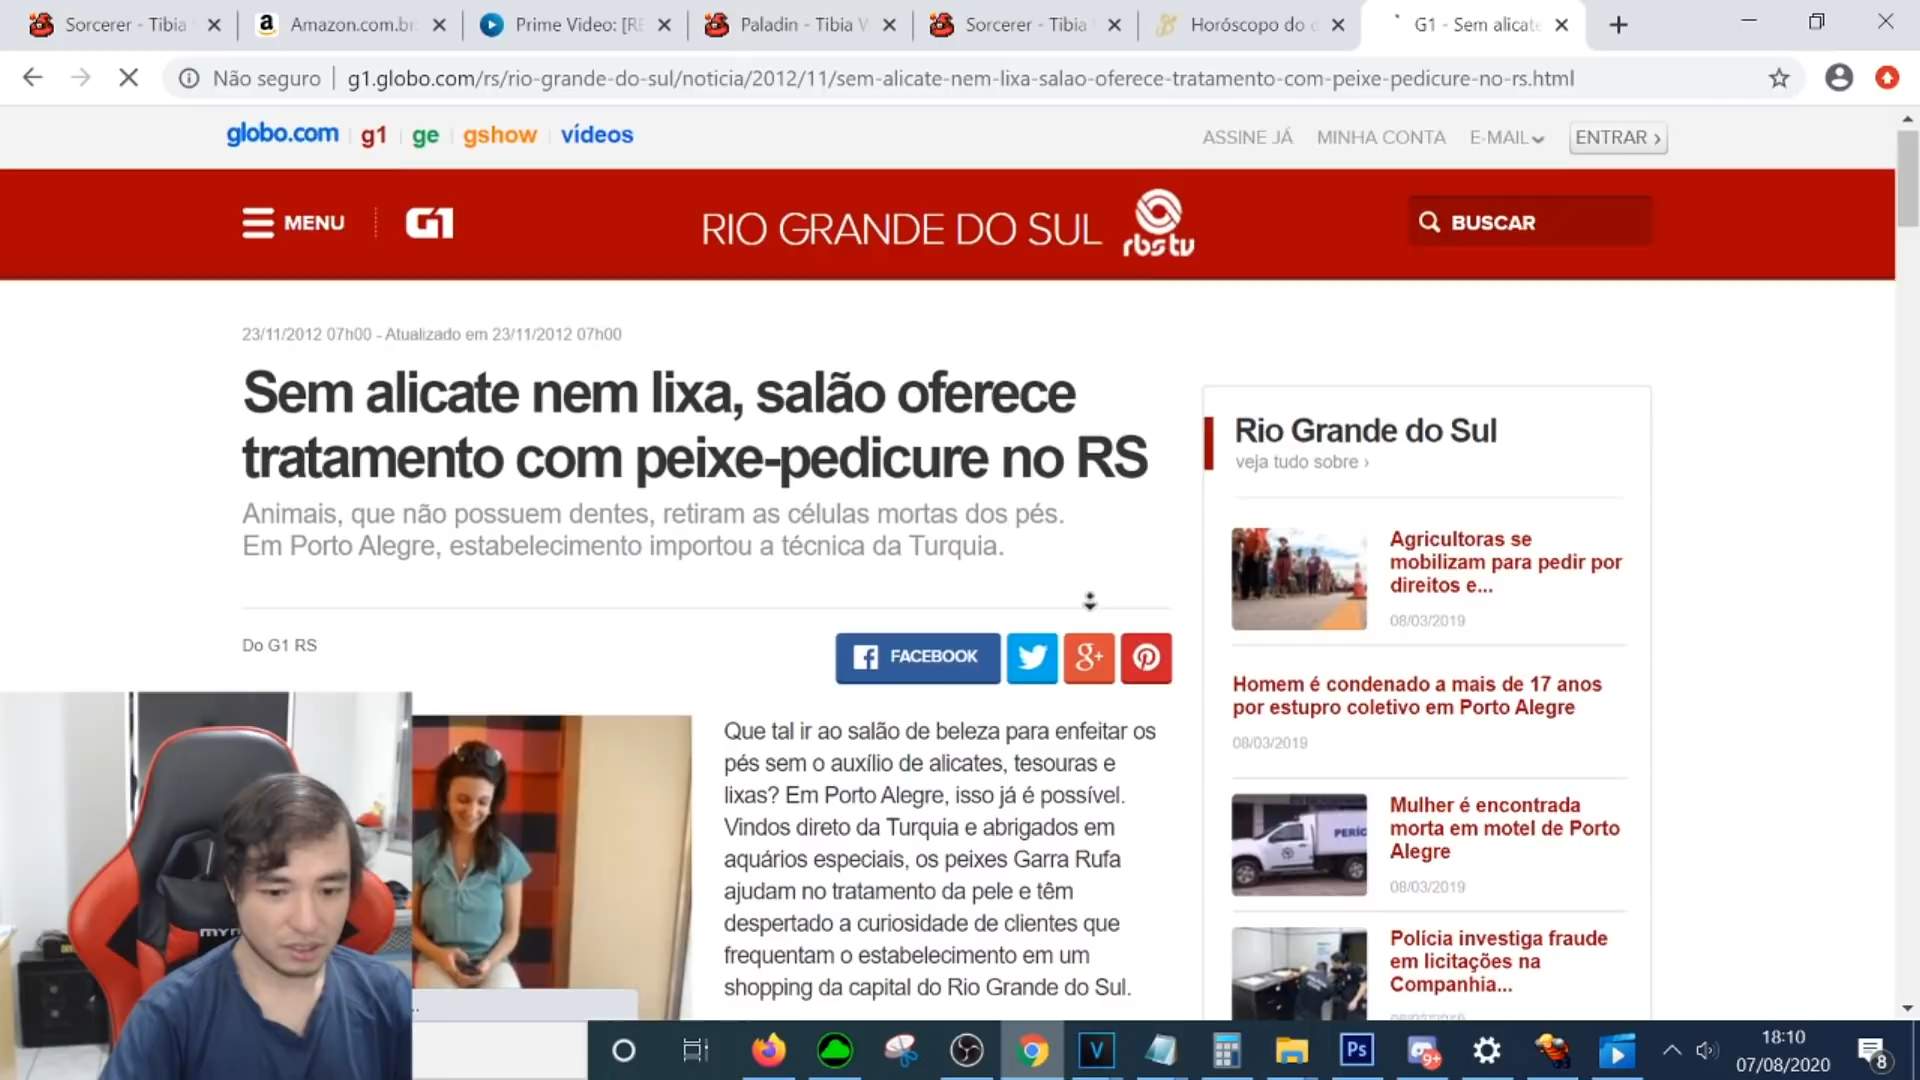 Sorcerer - Tibia
Amazon.com.br
Prime Video: [RE
Paladin - Tibia W
Sorcerer - Tibia
Horóscopo do d
G1 - Sem alicate
Não seguro
g1.globo.com/rs/rio-grande-do-sul/noticia/2012/11/sem-alicate-nem-lixa-salao-oferece-tratamento-com-peixe-pedicure-no-rs.html
globo.com g1 ge gshow vídeos
ASSINE JÁ MINHA CONTA E-MAIL ENTRAR ›
MENU G1
RIO GRANDE DO SUL
rbs tv
BUSCAR
23/11/2012 07h00 - Atualizado em 23/11/2012 07h00
Sem alicate nem lixa, salão oferece
tratamento com peixe-pedicure no RS
Animais, que não possuem dentes, retiram as células mortas dos pés.
Em Porto Alegre, estabelecimento importou a técnica da Turquia.
Do G1 RS
FACEBOOK
g+
Que tal ir ao salão de beleza para enfeitar os
pés sem o auxílio de alicates, tesouras e
lixas? Em Porto Alegre, isso já é possível.
Vindos direto da Turquia e abrigados em
aquários especiais, os peixes Garra Rufa
ajudam no tratamento da pele e têm
despertado a curiosidade de clientes que
frequentam o estabelecimento em um
shopping da capital do Rio Grande do Sul.
Rio Grande do Sul
veja tudo sobre ›
Agricultoras se
mobilizam para pedir por
direitos e...
08/03/2019
Homem é condenado a mais de 17 anos
por estupro coletivo em Porto Alegre
08/03/2019
PERÍC
Mulher é encontrada
morta em motel de Porto
Alegre
08/03/2019
Polícia investiga fraude
em licitações na
Companhia...
V
Ps
9+
18:10
07/08/2020
8